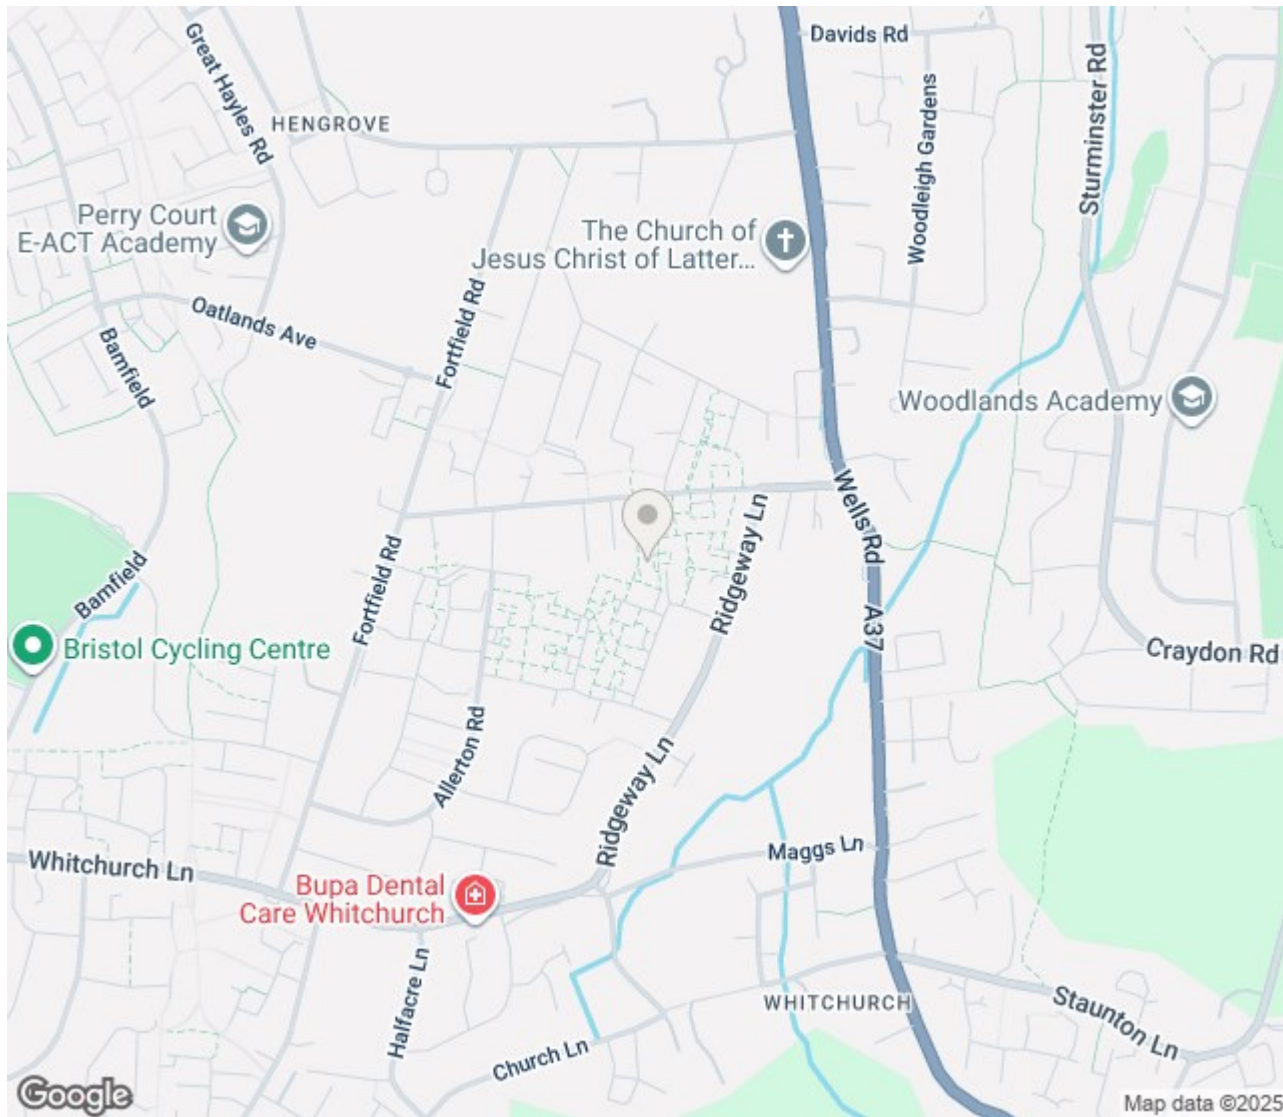 Davids Rd
Great Hayles Rd
HENGROVE
Sturminster Rd
Woodleigh Gardens
Perry Court
E-ACT Academy
The Church of
Jesus Christ of Latter...
Oatlands Ave
Fortfield Rd
Bamfield
Woodlands Academy
Wells Rd
A37
Ridgeway Ln
Fortfield Rd
Bamfield
Bristol Cycling Centre
Craydon Rd
Allerton Rd
Ridgeway Ln
Maggs Ln
Whitchurch Ln
Bupa Dental
Care Whitchurch
Halfacre Ln
WHITCHURCH
Staunton Ln
Church Ln
Google
Map data ©2025